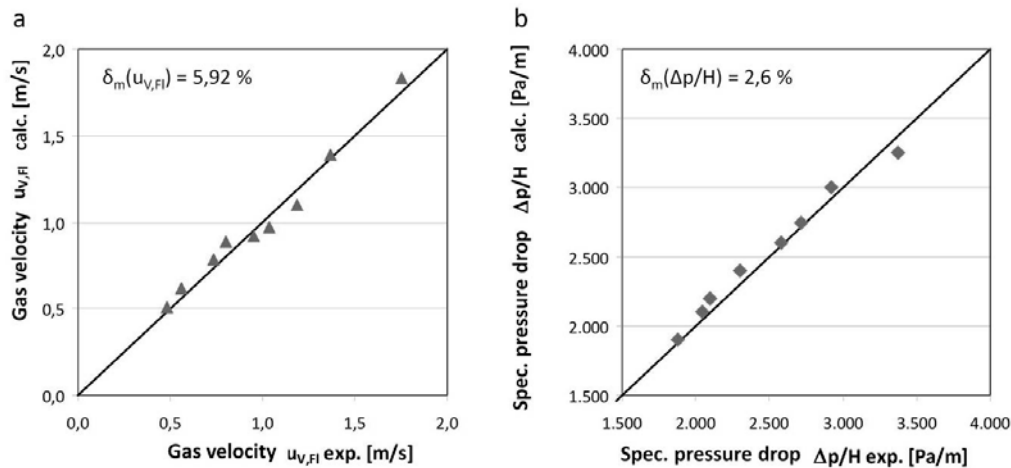 a
Gas velocity u_V,Fl calc. [m/s]
2,0
1,5
1,0
0,5
0,0
δm(u_V,Fl) = 5,92 %
0,0 0,5 1,0 1,5 2,0
Gas velocity u_V,Fl exp. [m/s]
b
Spec. pressure drop Δp/H calc. [Pa/m]
4.000
3.500
3.000
2.500
2.000
1.500
δm(Δp/H) = 2,6 %
1.500 2.000 2.500 3.000 3.500 4.000
Spec. pressure drop Δp/H exp. [Pa/m]